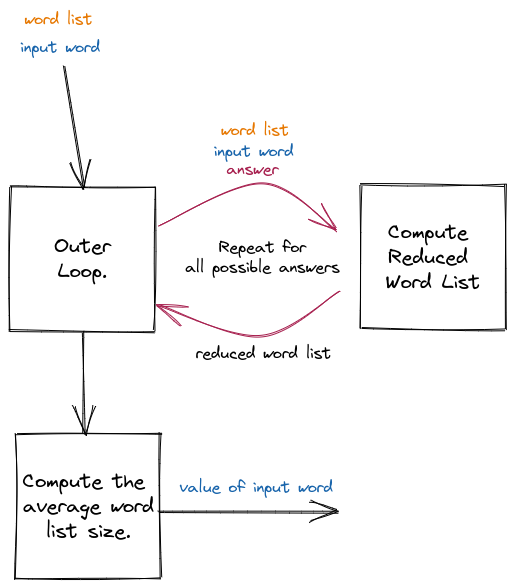 word list
input word
word list
input word
answer
Outer
Loop.
Repeat for
all possible answers
Compute
Reduced
Word List
reduced word list
Compute the
average word
list size.
value of input word